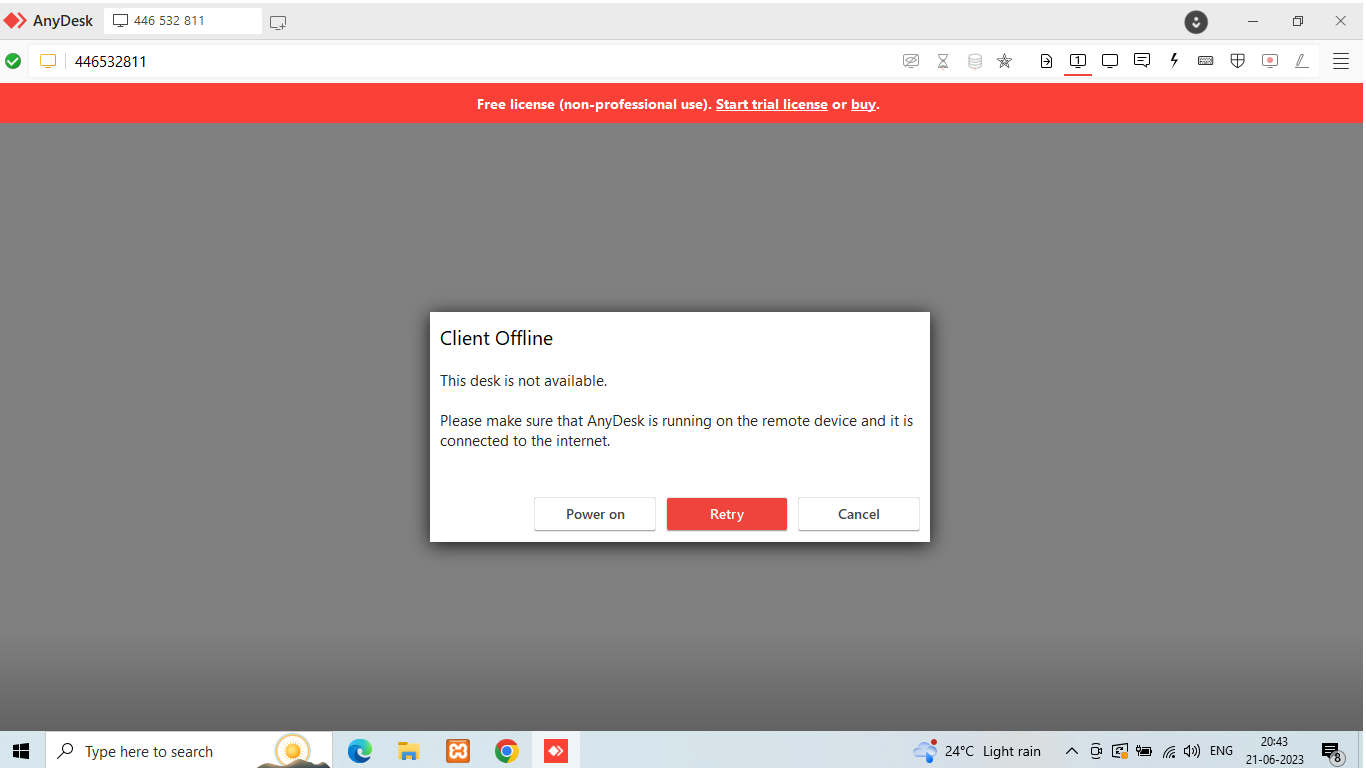 AnyDesk
446 532 811
446532811
1
Free license (non-professional use). Start trial license or buy.
Client Offline
This desk is not available.
Please make sure that AnyDesk is running on the remote device and it is
connected to the internet.
Power on
Retry
Cancel
Type here to search
24°C Light rain
ENG
20:43
21-06-2023
8